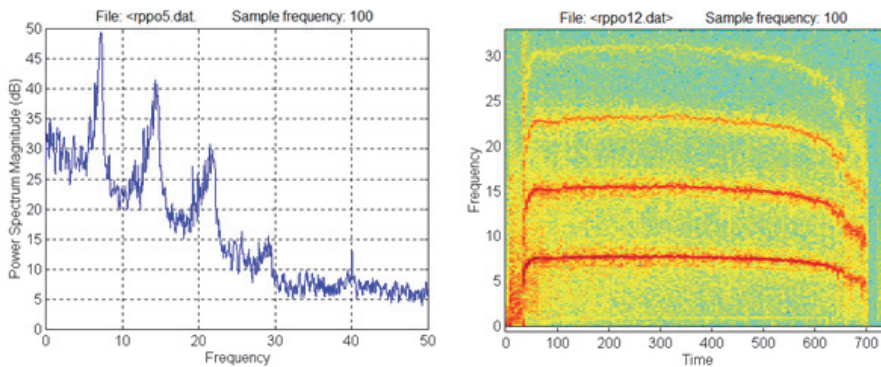 File: <rppo5.dat. Sample frequency: 100
50
45
40
35
30
25
20
15
10
5
0
Power Spectrum Magnitude (dB)
0 10 20 30 40 50
Frequency
File: <rppo12.dat> Sample frequency: 100
30
25
20
15
10
5
0
Frequency
0 100 200 300 400 500 600 700
Time